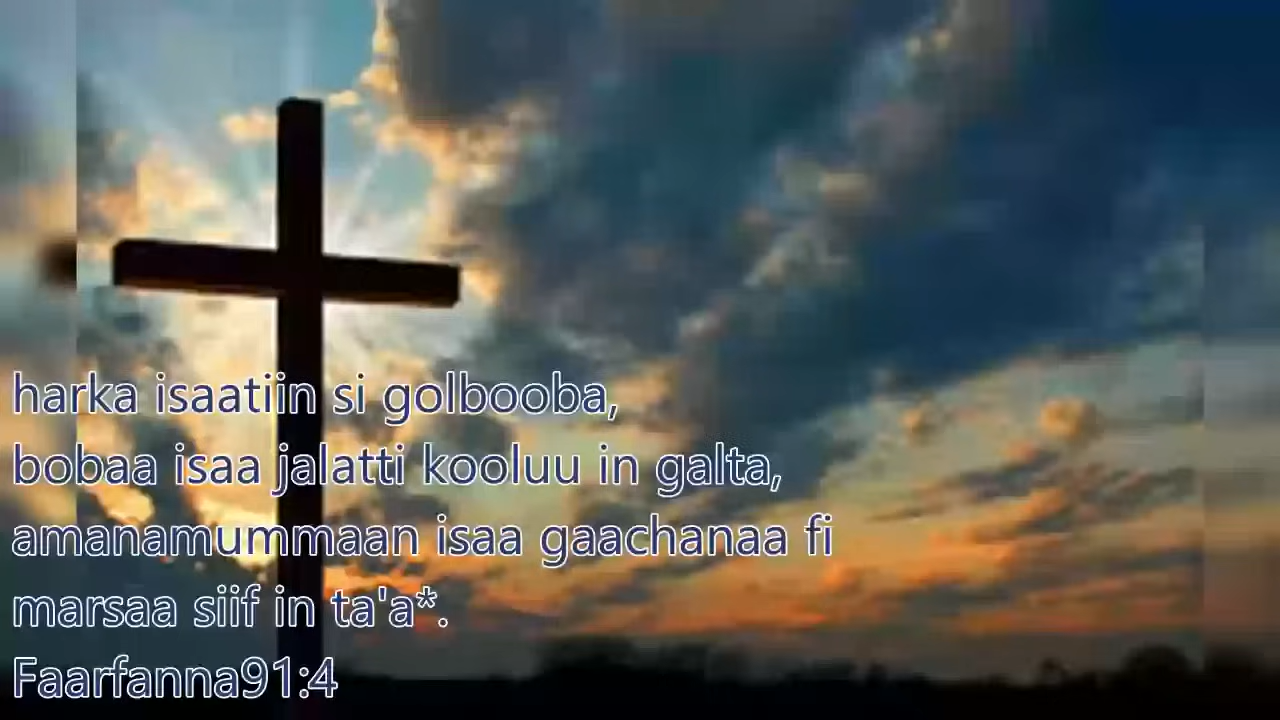 harka isaatiin si golbooba,
bobaa isaa jalatti kooluu in galta,
amanamummaan isaa gaachanaa fi
marsaa siif in ta'a*.
Faarfanna91:4